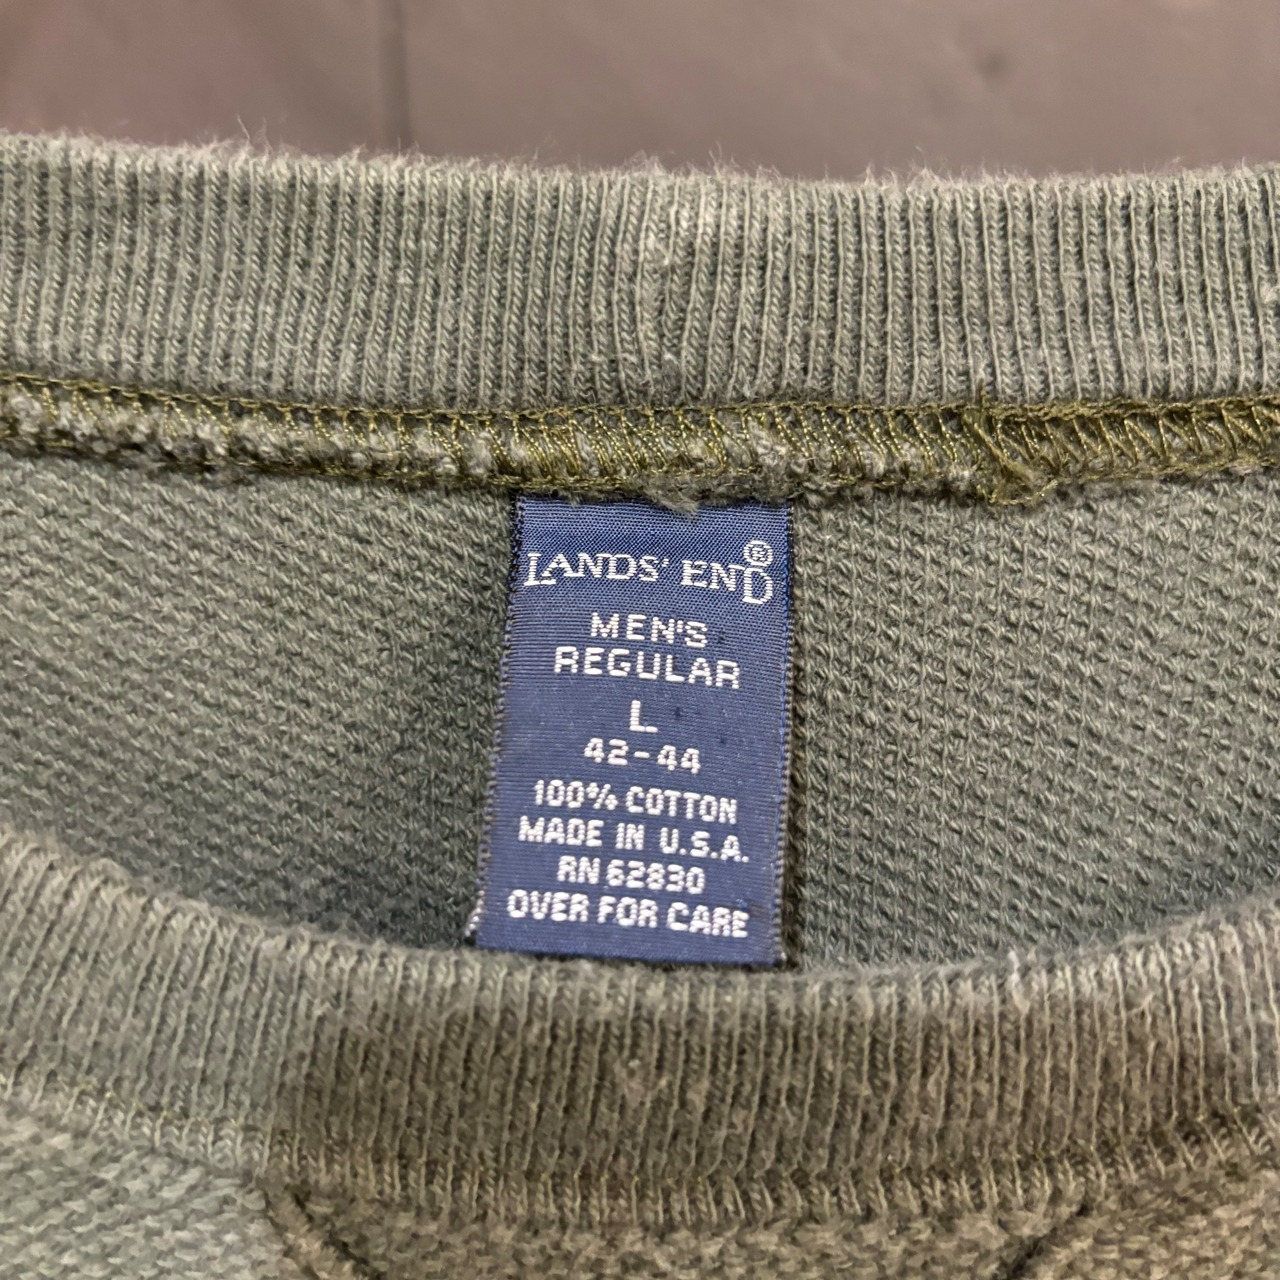 LANDS' END®
MEN'S
REGULAR
L
42-44
100% COTTON
MADE IN U.S.A.
RN 62830
OVER FOR CARE